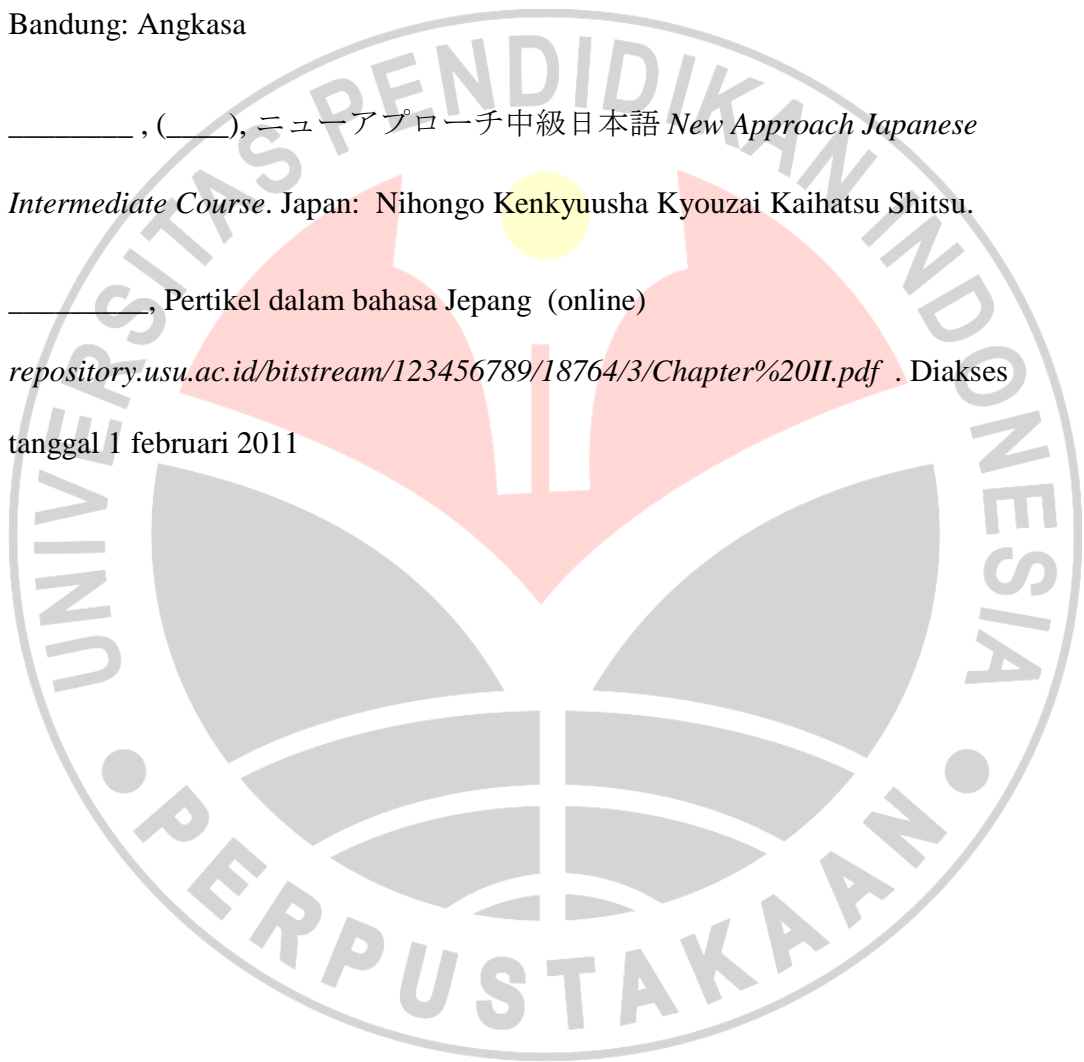 Bandung: Angkasa
________ , (____), ニューアプローチ中級日本語 New Approach Japanese
Intermediate Course. Japan: Nihongo Kenkyuusha Kyouzai Kaihatsu Shitsu.
_________, Pertikel dalam bahasa Jepang (online)
repository.usu.ac.id/bitstream/123456789/18764/3/Chapter%20II.pdf . Diakses
tanggal 1 februari 2011
UNIVERSITAS PENDIDIKAN INDONESIA
PERPUSTAKAAN